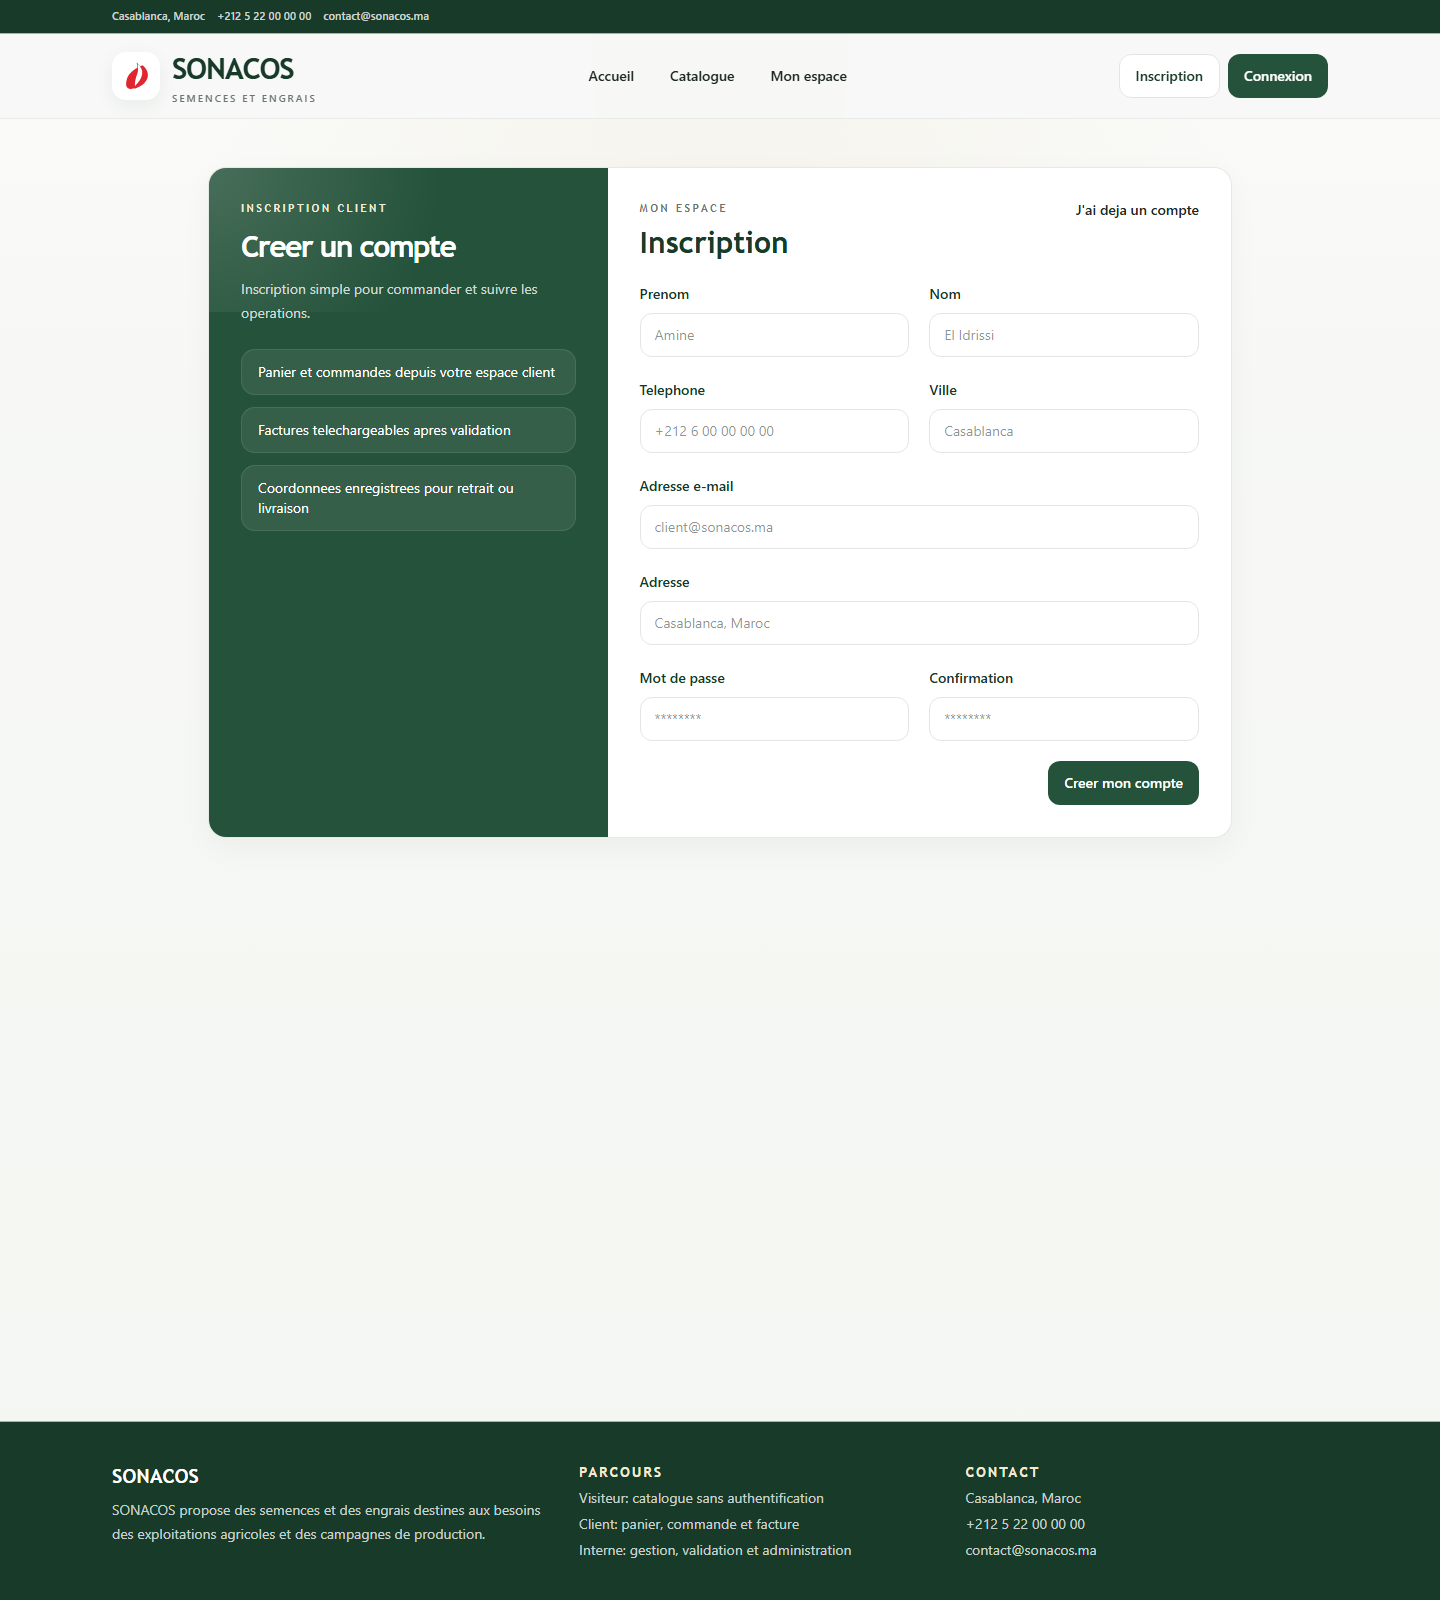 Casablanca, Maroc +212 5 22 00 00 00 contact@sonacos.ma
SONACOS
SEMENCES ET ENGRAIS
Accueil Catalogue Mon espace
Inscription Connexion
INSCRIPTION CLIENT
Creer un compte
Inscription simple pour commander et suivre les
operations.
Panier et commandes depuis votre espace client
Factures telechargeables apres validation
Coordonnees enregistrees pour retrait ou
livraison
MON ESPACE
J'ai deja un compte
Inscription
Prenom Nom
Amine El Idrissi
Telephone Ville
+212 6 00 00 00 00 Casablanca
Adresse e-mail
client@sonacos.ma
Adresse
Casablanca, Maroc
Mot de passe Confirmation
******** ********
Creer mon compte
SONACOS
SONACOS propose des semences et des engrais destines aux besoins
des exploitations agricoles et des campagnes de production.
PARCOURS
Visiteur: catalogue sans authentification
Client: panier, commande et facture
Interne: gestion, validation et administration
CONTACT
Casablanca, Maroc
+212 5 22 00 00 00
contact@sonacos.ma